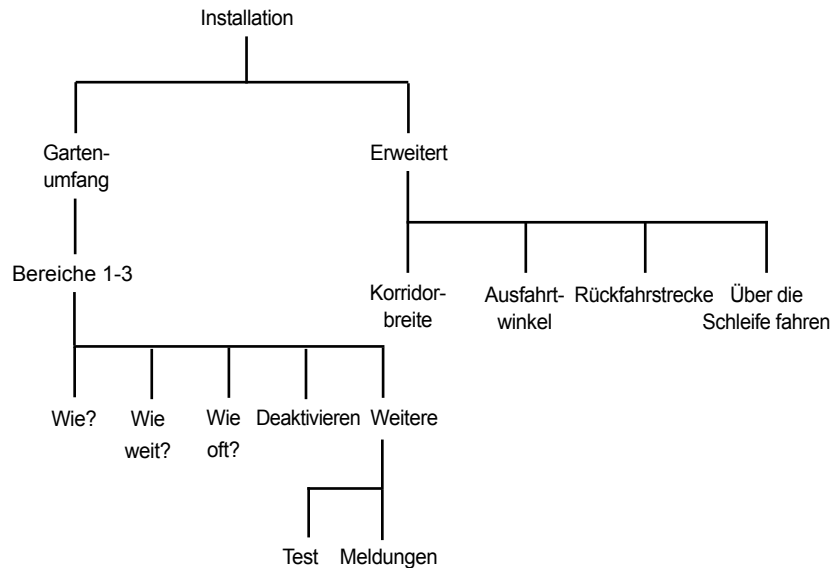 Installation
Garten-
umfang
Erweitert
Bereiche 1-3
Korridor-
breite
Ausfahrt-
winkel
Rückfahrstrecke
Über die
Schleife fahren
Wie?
Wie
weit?
Wie
oft?
Deaktivieren
Weitere
Test
Meldungen